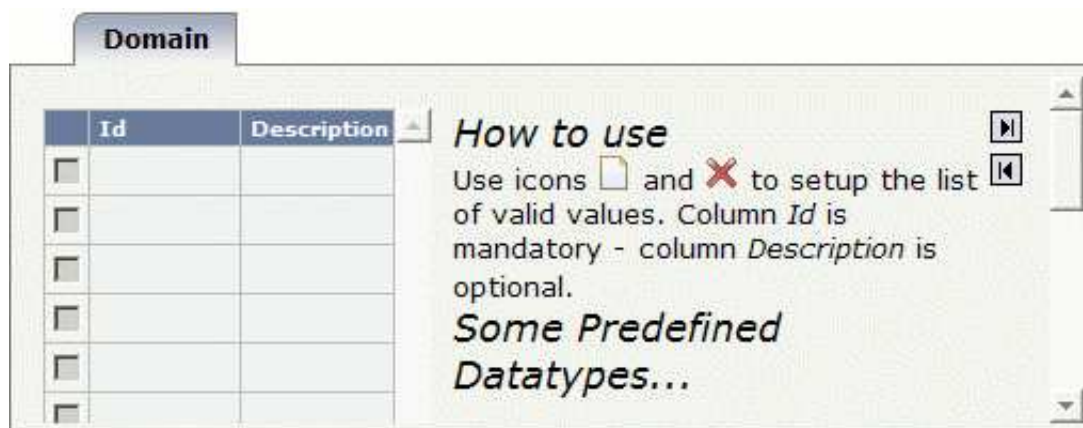 Domain
Id Description
How to use
Use icons and to setup the list
of valid values. Column Id is
mandatory - column Description is
optional.
Some Predefined
Datatypes...